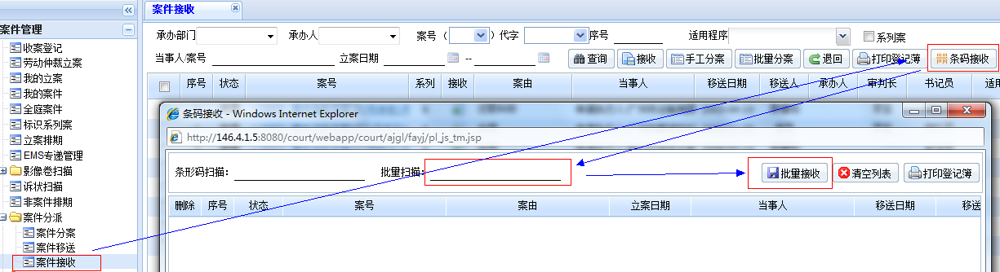 案件管理
收案登记
劳动仲裁立案
我的立案
我的案件
全庭案件
标识系列案
立案排期
EMS专递管理
影像卷扫描
诉状扫描
非案件排期
案件分派
案件分案
案件移送
案件接收
案件接收
承办部门 承办人 案号 （ ）代字 序号 适用程序 系列案
当事人/案号 立案日期 -- 查询 接收 手工分案 批量分案 退回 打印登记簿 条码接收
序号 状态 案号 系列 接收 案由 当事人 移送日期 移送人 承办人 审判长 书记员 适用
条码接收 - Windows Internet Explorer
http://146.4.1.5:8080/court/webapp/court/ajgl/fayj/pl_js_tm.jsp
条形码扫描： 批量扫描： 批量接收 清空列表 打印登记簿
删除 序号 状态 案号 案由 立案日期 当事人 移送日期 移送